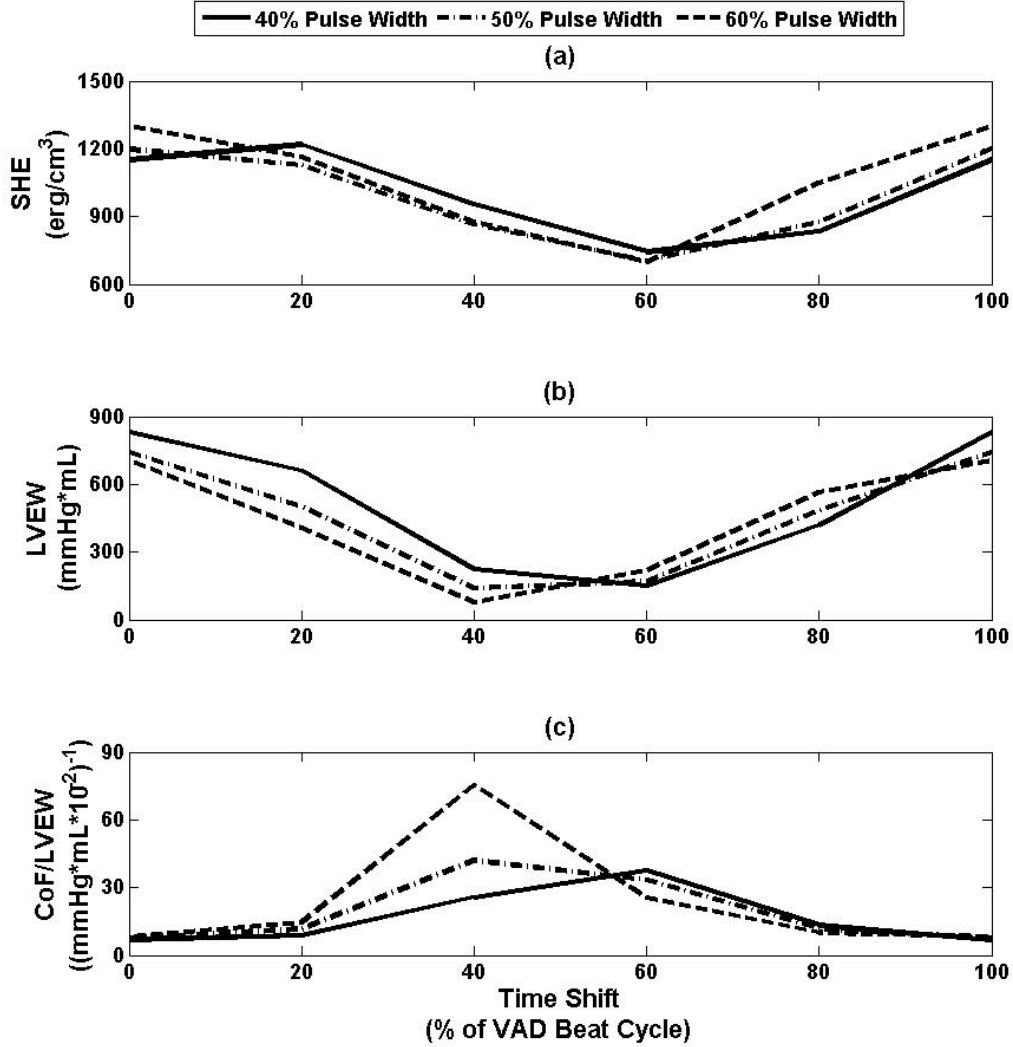 40% Pulse Width 50% Pulse Width 60% Pulse Width
(a)
SHE
(erg/cm³)
1500
1200
900
600
0 20 40 60 80 100
(b)
LVEW
(mmHg*mL)
900
600
300
0
0 20 40 60 80 100
(c)
CoF/LVEW
((mmHg*mL*10⁻²)⁻¹
90
60
30
0
0 20 40 60 80 100
Time Shift
(% of VAD Beat Cycle)